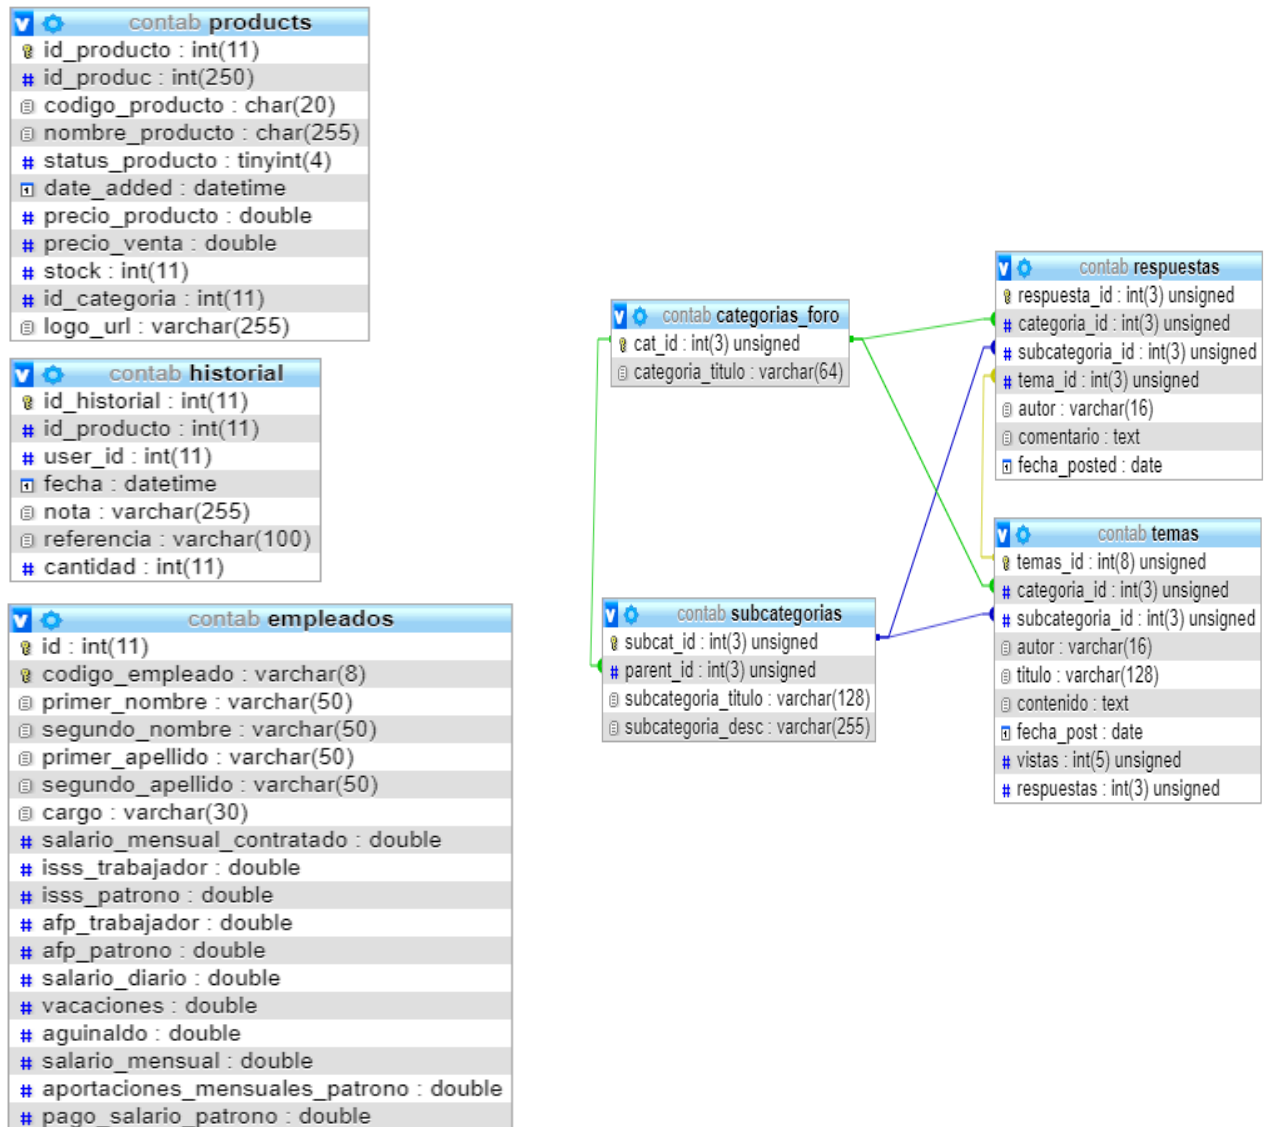 contab products
id_producto : int(11)
# id_produc : int(250)
codigo_producto : char(20)
nombre_producto : char(255)
# status_producto : tinyint(4)
date_added : datetime
# precio_producto : double
# precio_venta : double
# stock : int(11)
# id_categoria : int(11)
logo_url : varchar(255)
contab historial
id_historial : int(11)
# id_producto : int(11)
# user_id : int(11)
fecha : datetime
nota : varchar(255)
referencia : varchar(100)
# cantidad : int(11)
contab empleados
id : int(11)
codigo_empleado : varchar(8)
primer_nombre : varchar(50)
segundo_nombre : varchar(50)
primer_apellido : varchar(50)
segundo_apellido : varchar(50)
cargo : varchar(30)
# salario_mensual_contratado : double
# isss_trabajador : double
# isss_patrono : double
# afp_trabajador : double
# afp_patrono : double
# salario_diario : double
# vacaciones : double
# aguinaldo : double
# salario_mensual : double
# aportaciones_mensuales_patrono : double
# pago_salario_patrono : double
contab categorias_foro
cat_id : int(3) unsigned
categoria_titulo : varchar(64)
contab subcategorias
subcat_id : int(3) unsigned
# parent_id : int(3) unsigned
subcategoria_titulo : varchar(128)
subcategoria_desc : varchar(255)
contab respuestas
respuesta_id : int(3) unsigned
# categoria_id : int(3) unsigned
# subcategoria_id : int(3) unsigned
# tema_id : int(3) unsigned
autor : varchar(16)
comentario : text
fecha_posted : date
contab temas
temas_id : int(8) unsigned
# categoria_id : int(3) unsigned
# subcategoria_id : int(3) unsigned
autor : varchar(16)
titulo : varchar(128)
contenido : text
fecha_post : date
# vistas : int(5) unsigned
# respuestas : int(3) unsigned